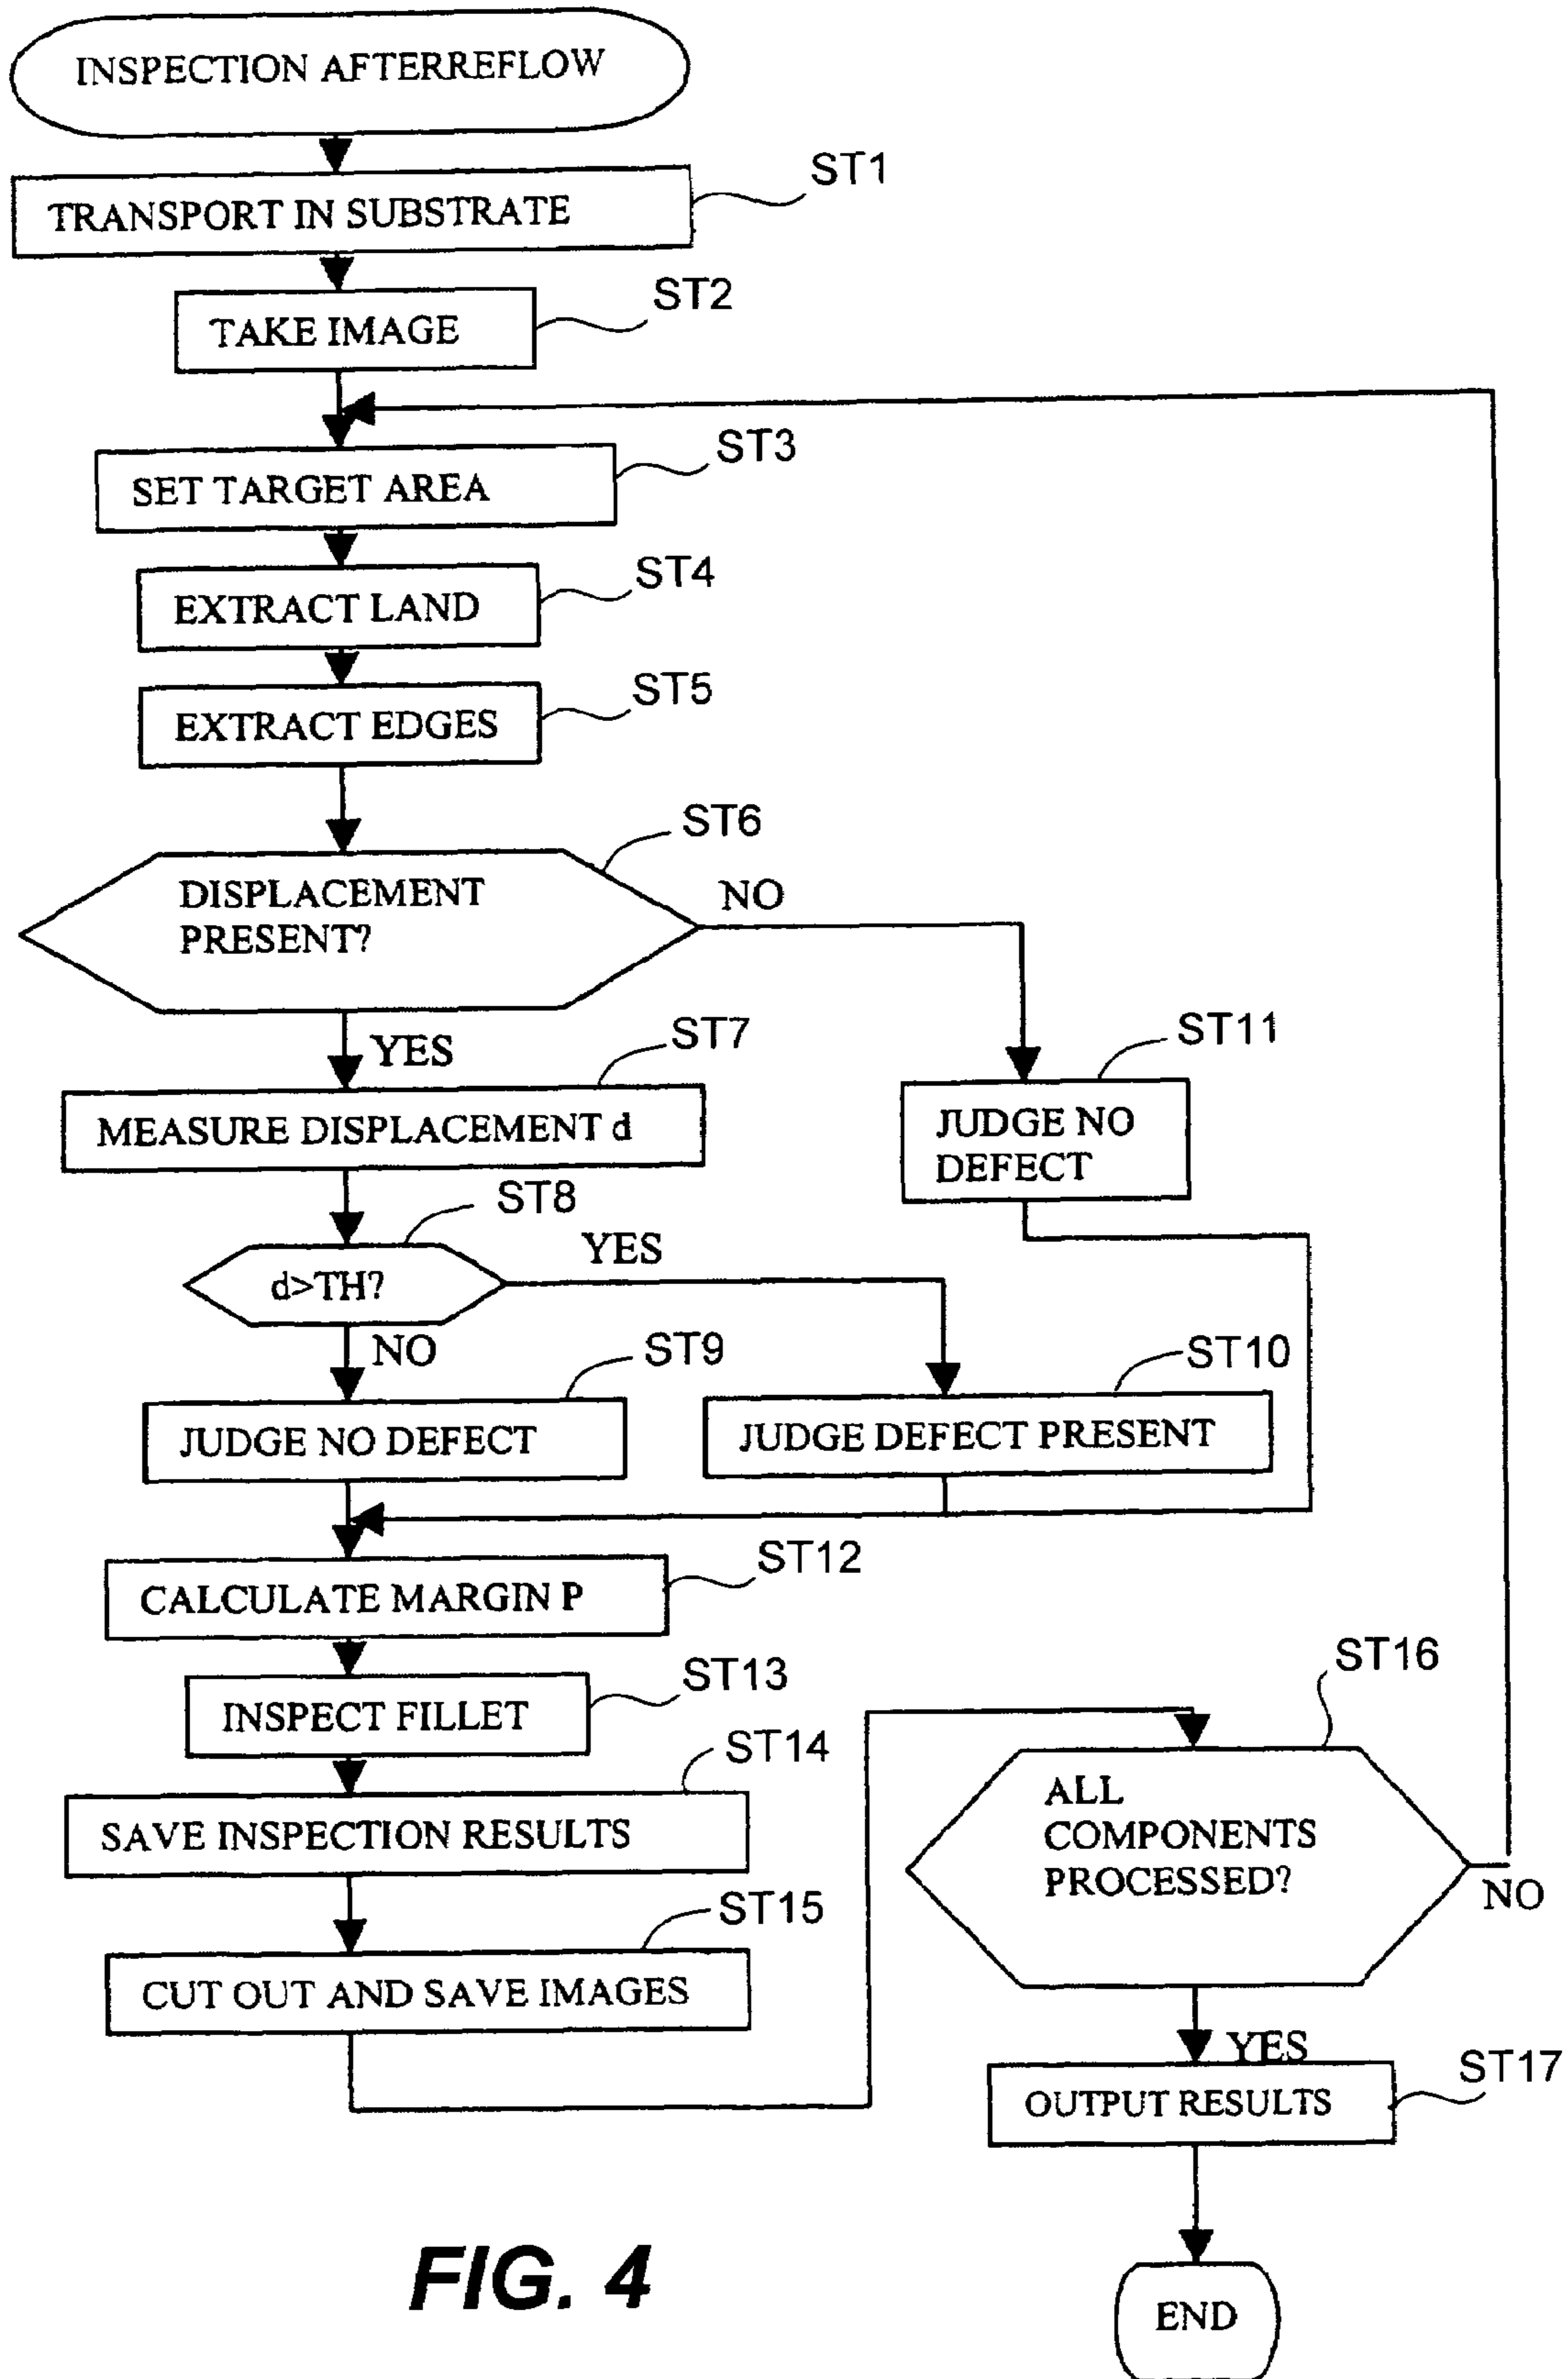 INSPECTION AFTERREFLOW
ST1
TRANSPORT IN SUBSTRATE
ST2
TAKE IMAGE
ST3
SET TARGET AREA
ST4
EXTRACT LAND
ST5
EXTRACT EDGES
ST6
DISPLACEMENT
PRESENT?
NO
YES
ST7
MEASURE DISPLACEMENT d
ST11
JUDGE NO
DEFECT
ST8
d>TH?
YES
NO
ST9
JUDGE NO DEFECT
ST10
JUDGE DEFECT PRESENT
ST12
CALCULATE MARGIN P
ST13
INSPECT FILLET
ST14
SAVE INSPECTION RESULTS
ST15
CUT OUT AND SAVE IMAGES
ST16
ALL
COMPONENTS
PROCESSED?
NO
YES
ST17
OUTPUT RESULTS
END
FIG. 4